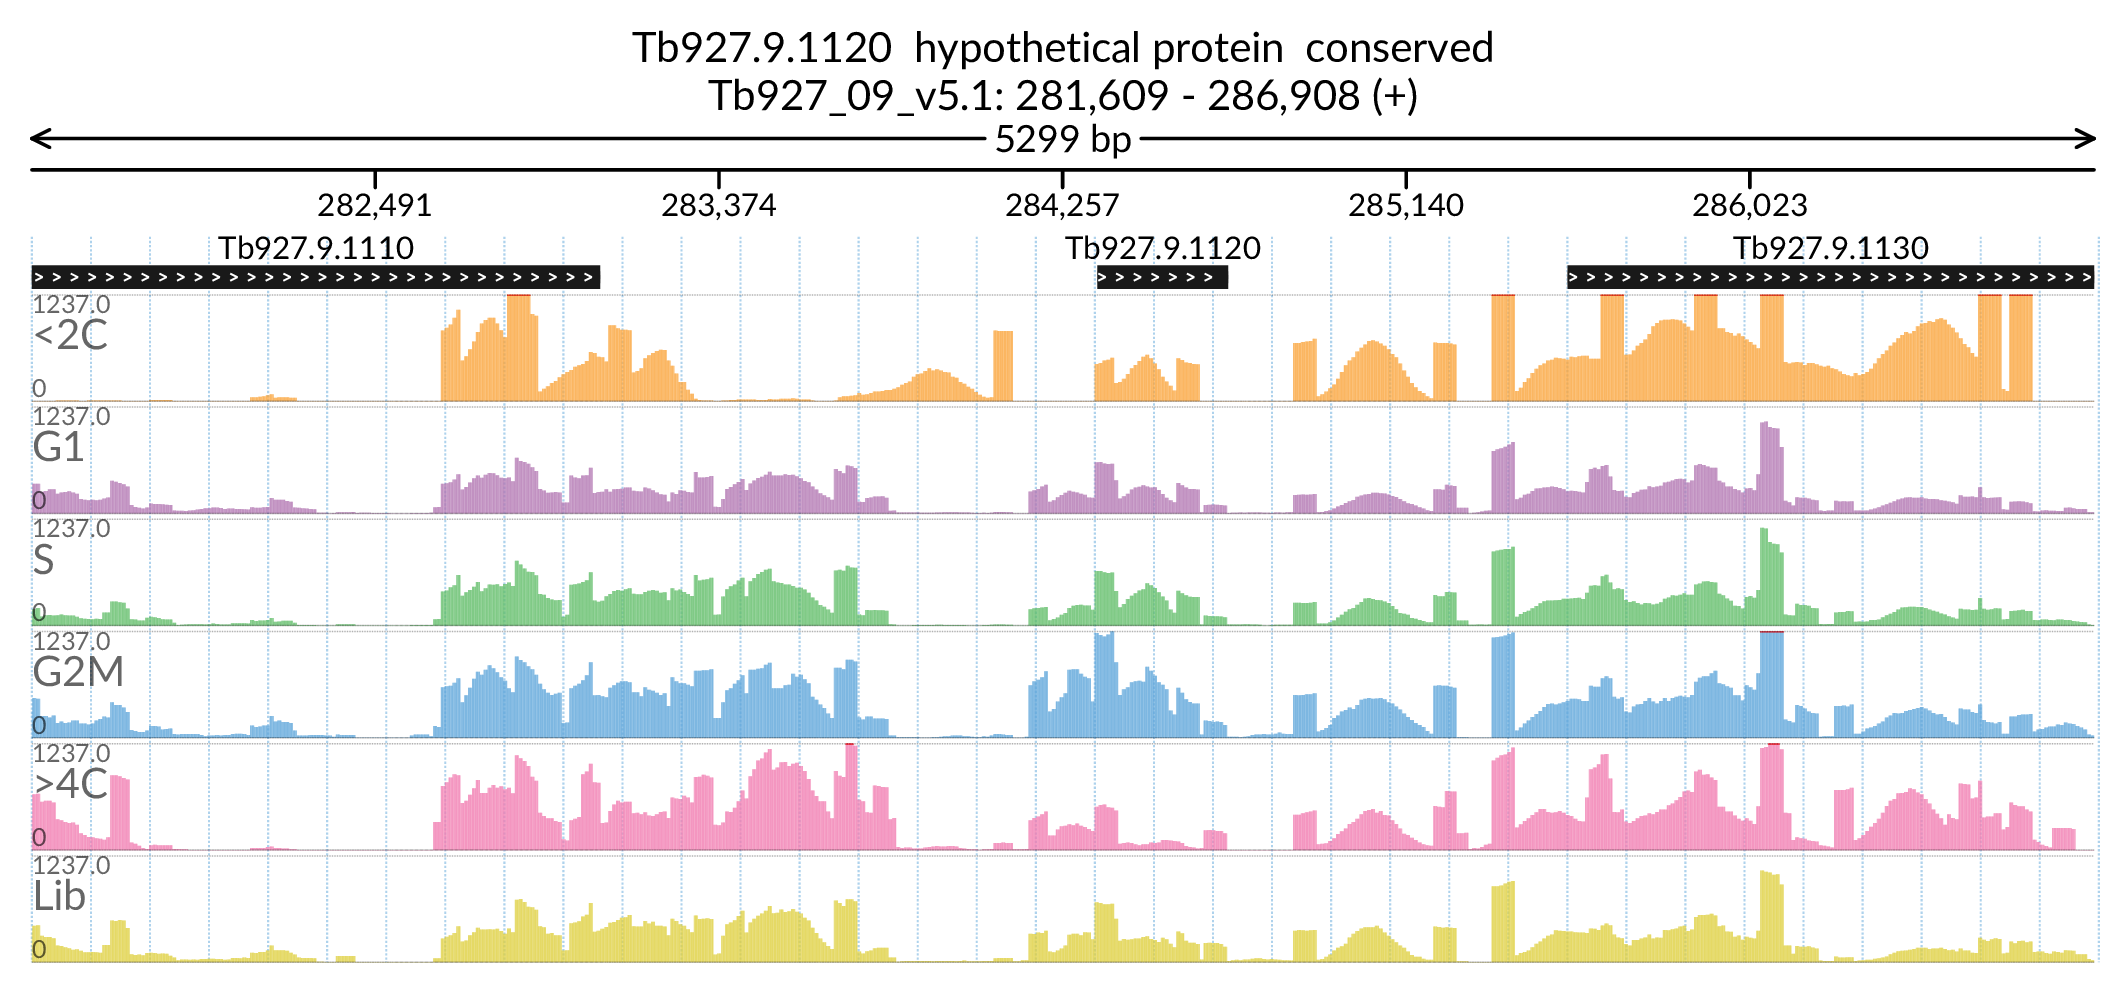 Tb927.9.1120  hypothetical protein  conserved
Tb927_09_v5.1: 281,609 - 286,908 (+)
5299 bp
282,491 283,374 284,257 285,140 286,023
Tb927.9.1110 Tb927.9.1120 Tb927.9.1130
1237.0
<2C
0
1237.0
G1
0
1237.0
S
0
1237.0
G2M
0
1237.0
>4C
0
1237.0
Lib
0